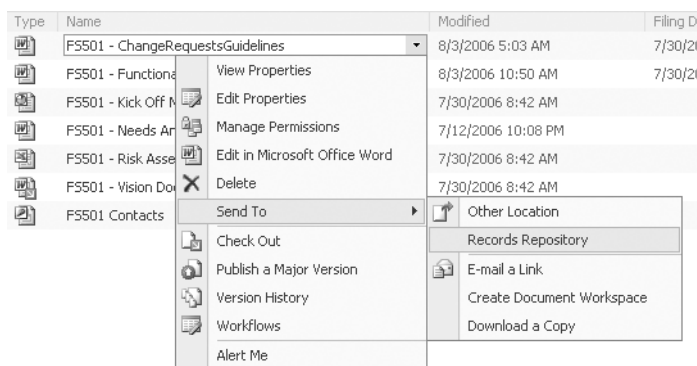 Type Name Modified Filing D
FS501 - ChangeRequestsGuidelines 8/3/2006 5:03 AM 7/30/2
FS501 - Functiona View Properties 8/3/2006 10:50 AM 7/30/2
FS501 - Kick Off M Edit Properties 7/30/2006 8:42 AM
FS501 - Needs An Manage Permissions 7/12/2006 10:08 PM
FS501 - Risk Asse Edit in Microsoft Office Word 7/30/2006 8:42 AM
FS501 - Vision Do Delete 7/30/2006 8:42 AM
FS501 Contacts Send To Other Location
Check Out Records Repository
Publish a Major Version E-mail a Link
Version History Create Document Workspace
Workflows Download a Copy
Alert Me